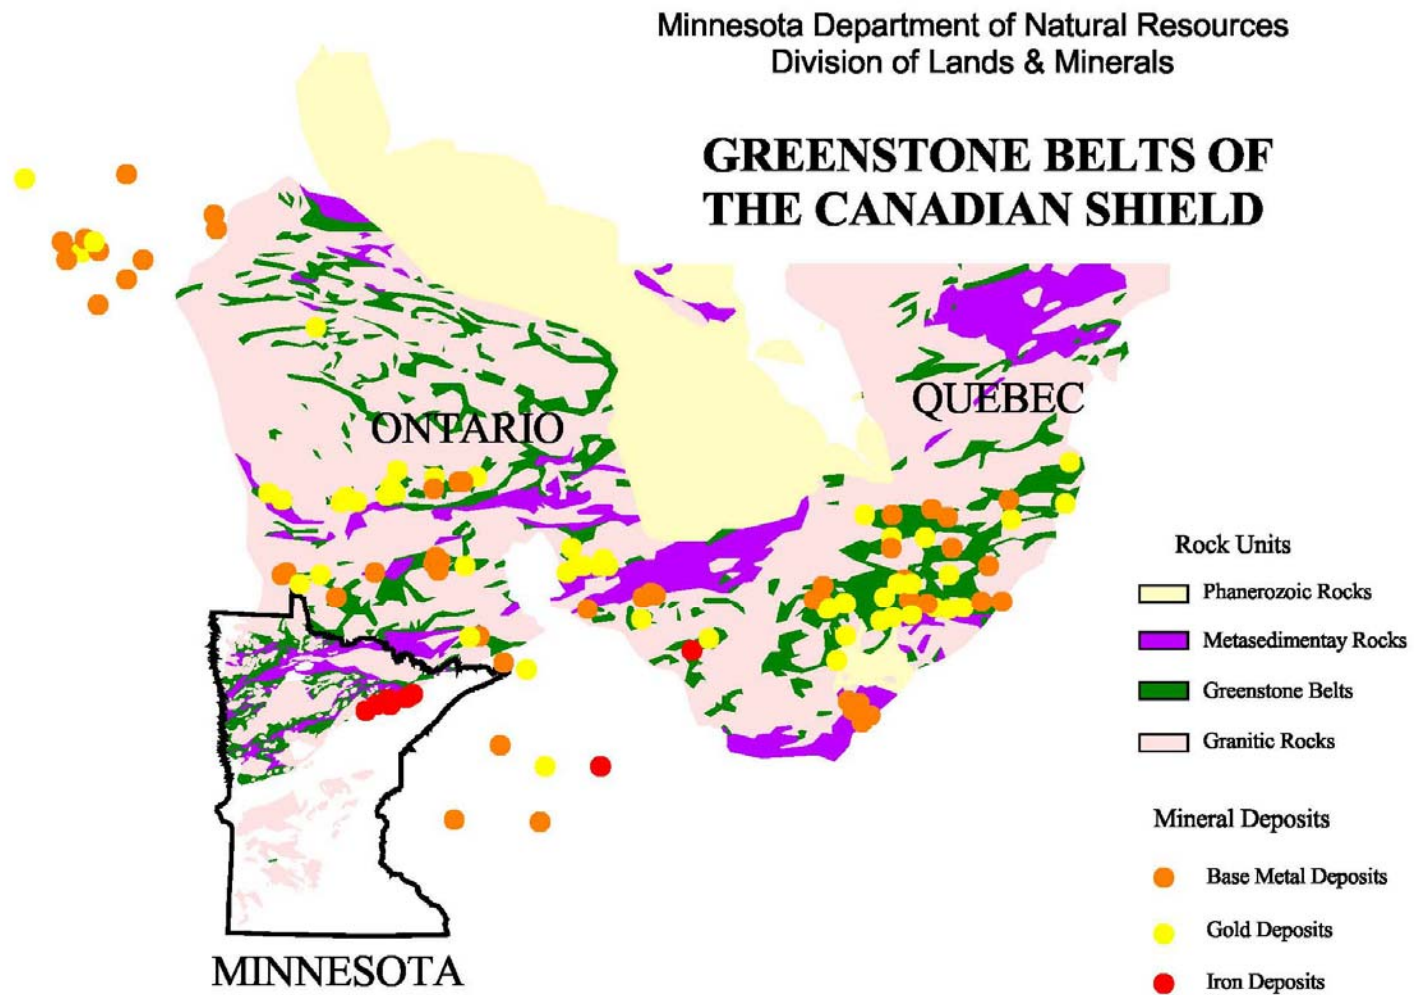 Minnesota Department of Natural Resources
Division of Lands & Minerals
GREENSTONE BELTS OF
THE CANADIAN SHIELD
QUEBEC
ONTARIO
Rock Units
Phanerozoic Rocks
Metasedimentay Rocks
Greenstone Belts
Granitic Rocks
Mineral Deposits
Base Metal Deposits
Gold Deposits
Iron Deposits
MINNESOTA